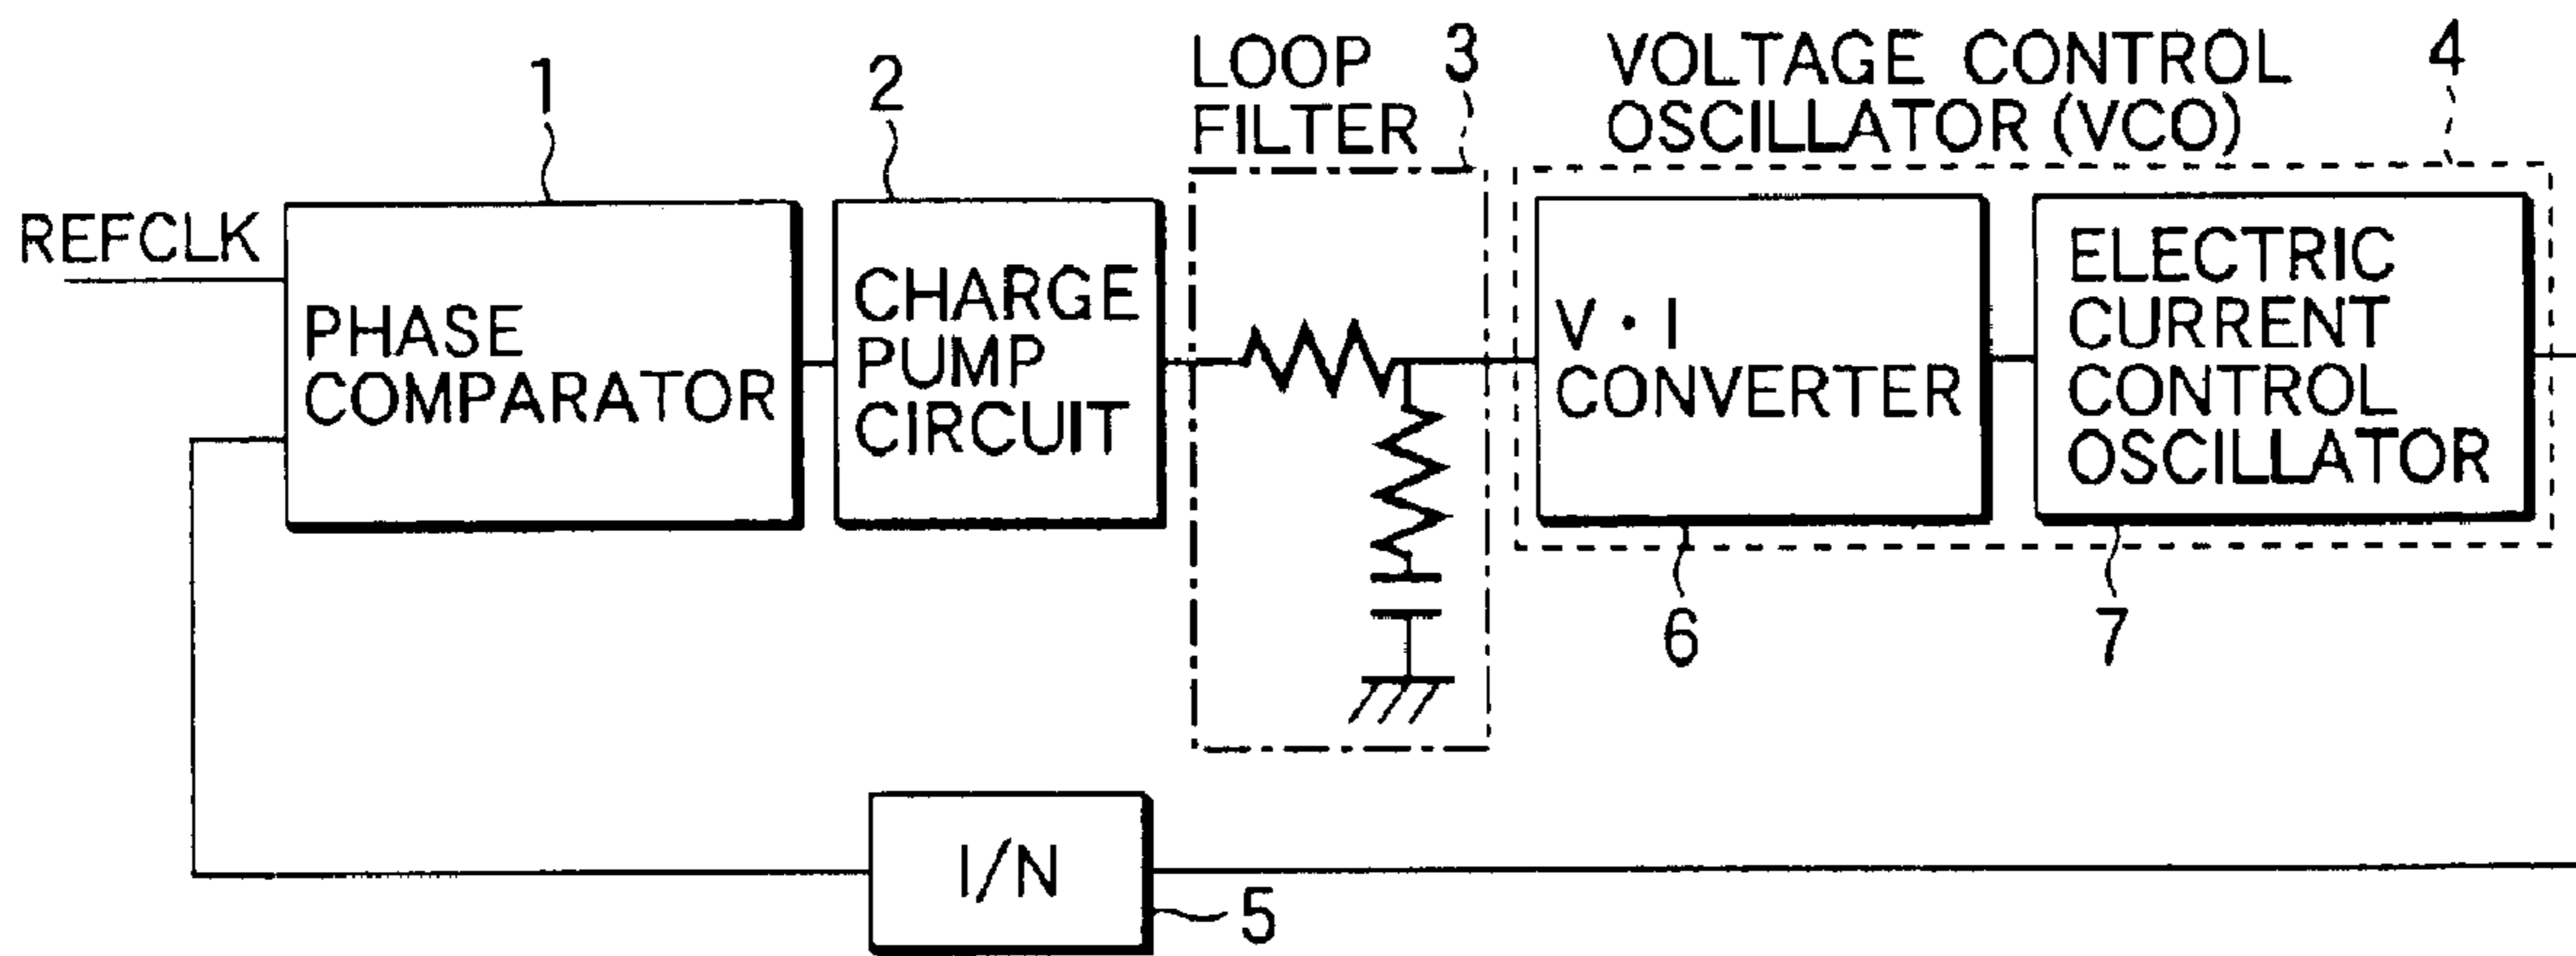 1
2
LOOP
FILTER
3
VOLTAGE CONTROL
OSCILLATOR (VCO)
4
REFCLK
PHASE
COMPARATOR
CHARGE
PUMP
CIRCUIT
V・I
CONVERTER
ELECTRIC
CURRENT
CONTROL
OSCILLATOR
6
7
I/N
5